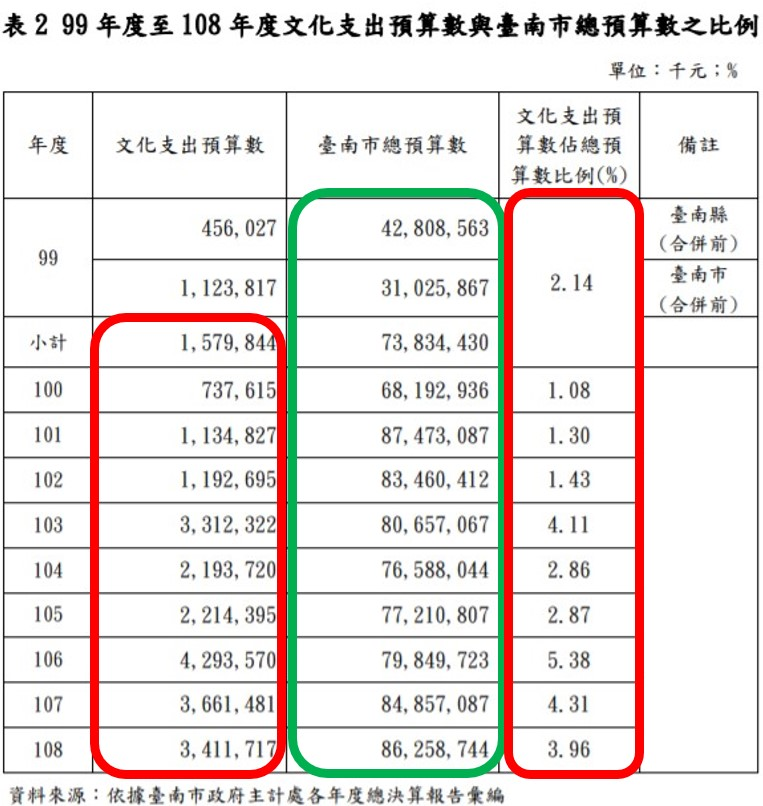 表 2 99 年度至 108 年度文化支出預算數與臺南市總預算數之比例
單位：千元；%
年度 文化支出預算數 臺南市總預算數 文化支出預
算數佔總預
算數比例(%) 備註
99 456,027 42,808,563 2.14 臺南縣
(合併前)
1,123,817 31,025,867 臺南市
(合併前)
小計 1,579,844 73,834,430
100 737,615 68,192,936 1.08
101 1,134,827 87,473,087 1.30
102 1,192,695 83,460,412 1.43
103 3,312,322 80,657,067 4.11
104 2,193,720 76,588,044 2.86
105 2,214,395 77,210,807 2.87
106 4,293,570 79,849,723 5.38
107 3,661,481 84,857,087 4.31
108 3,411,717 86,258,744 3.96
資料來源：依據臺南市政府主計處各年度總決算報告彙編